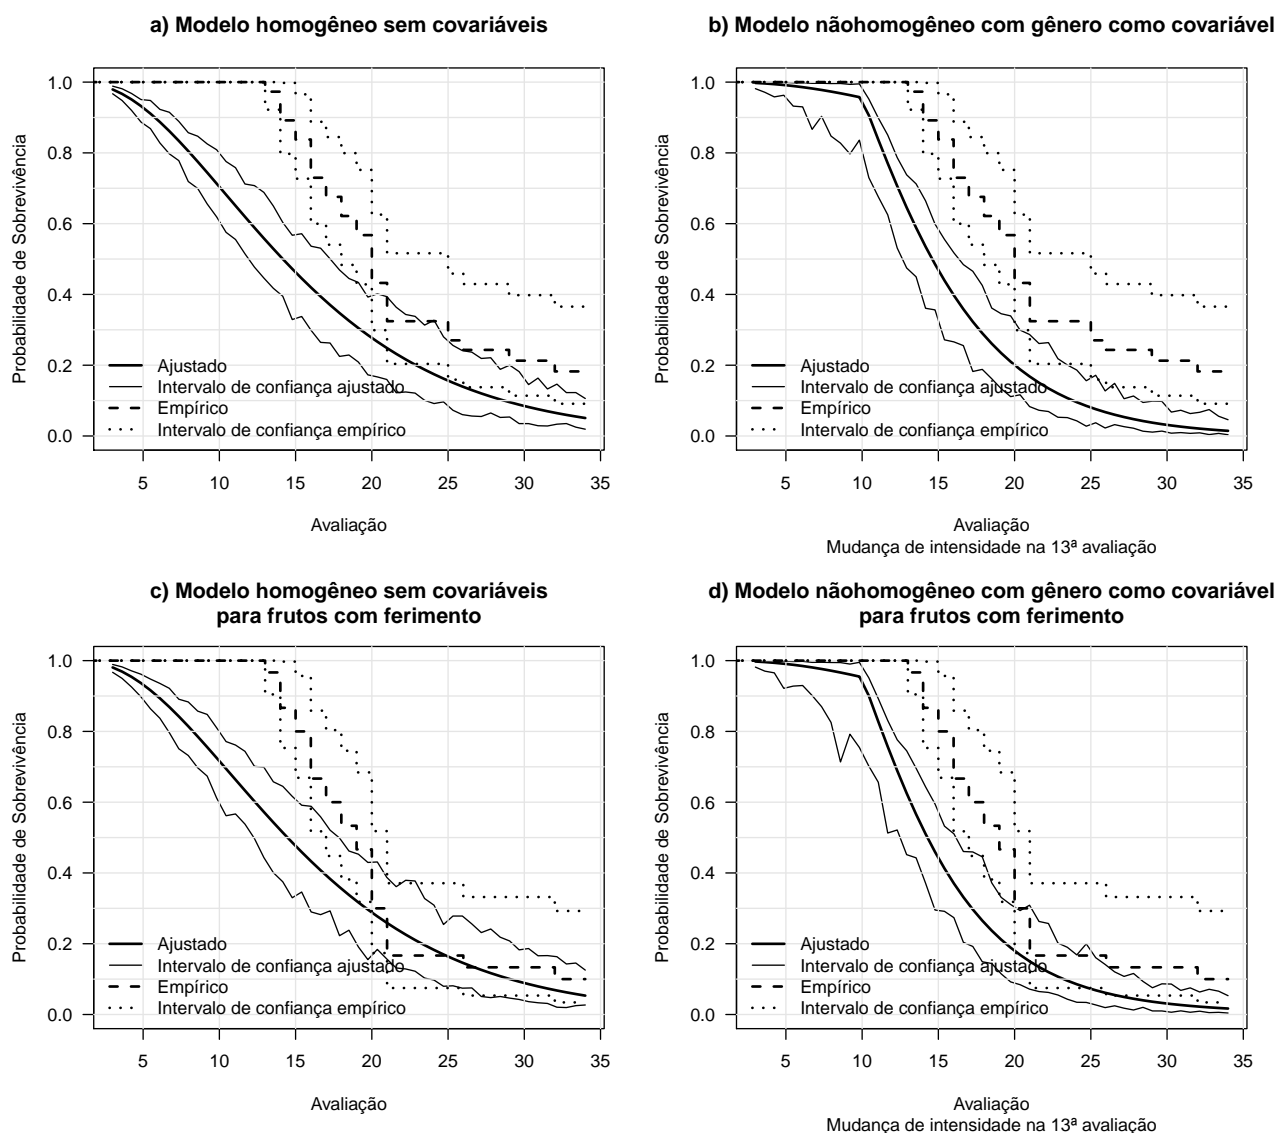 a) Modelo homogêneo sem covariáveis
Probabilidade de Sobrevivência
1.0
0.8
0.6
0.4
0.2
0.0
Ajustado
Intervalo de confiança ajustado
Empírico
Intervalo de confiança empírico
5 10 15 20 25 30 35
Avaliação
b) Modelo nãohomogêneo com gênero como covariável
Probabilidade de Sobrevivência
1.0
0.8
0.6
0.4
0.2
0.0
Ajustado
Intervalo de confiança ajustado
Empírico
Intervalo de confiança empírico
5 10 15 20 25 30 35
Avaliação
Mudança de intensidade na 13ª avaliação
c) Modelo homogêneo sem covariáveis
para frutos com ferimento
Probabilidade de Sobrevivência
1.0
0.8
0.6
0.4
0.2
0.0
Ajustado
Intervalo de confiança ajustado
Empírico
Intervalo de confiança empírico
5 10 15 20 25 30 35
Avaliação
d) Modelo nãohomogêneo com gênero como covariável
para frutos com ferimento
Probabilidade de Sobrevivência
1.0
0.8
0.6
0.4
0.2
0.0
Ajustado
Intervalo de confiança ajustado
Empírico
Intervalo de confiança empírico
5 10 15 20 25 30 35
Avaliação
Mudança de intensidade na 13ª avaliação